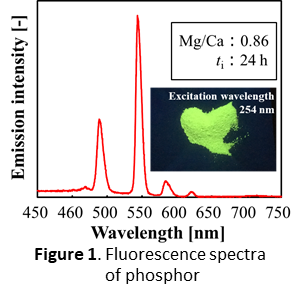 Emission intensity [-]
Mg/Ca：0.86
tᵢ：24 h
Excitation wavelength
254 nm
450 500 550 600 650 700 750
Wavelength [nm]
Figure 1. Fluorescence spectra
of phosphor